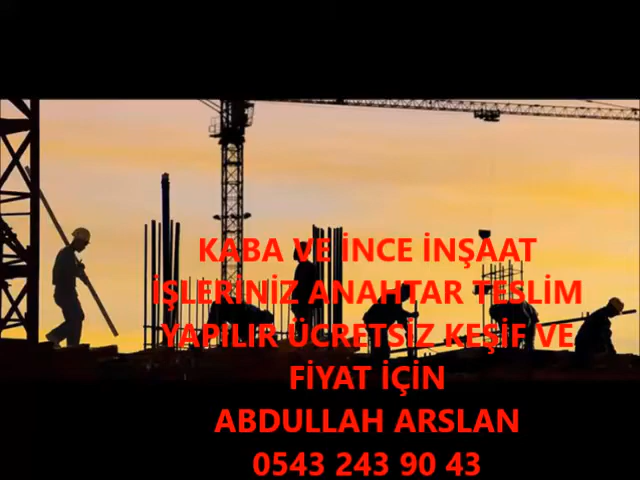 KABA VE İNCE İNŞAAT
İŞLERİNİZ ANAHTAR TESLİM
YAPILIR ÜCRETSİZ KEŞİF VE
FİYAT İÇİN
ABDULLAH ARSLAN
0543 243 90 43